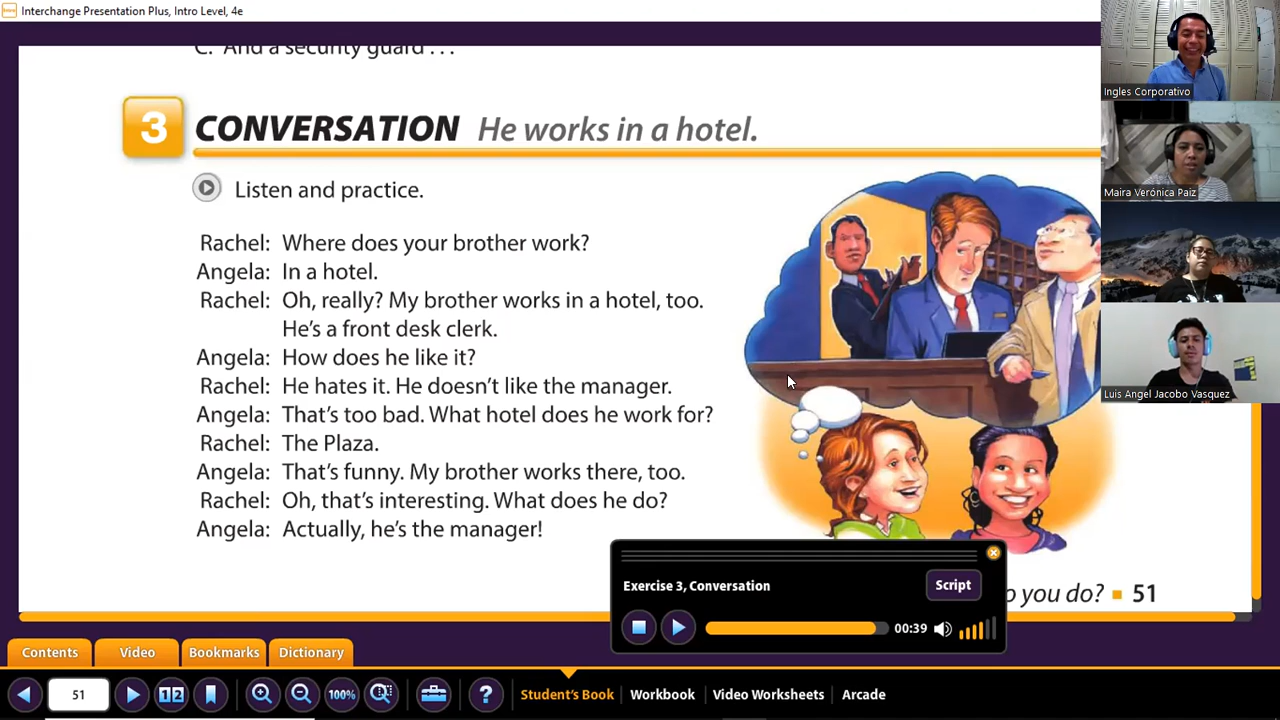 Interchange Presentation Plus, Intro Level, 4e
C. And a security guard . . .
3 CONVERSATION He works in a hotel.
Listen and practice.
Rachel: Where does your brother work?
Angela: In a hotel.
Rachel: Oh, really? My brother works in a hotel, too.
He's a front desk clerk.
Angela: How does he like it?
Rachel: He hates it. He doesn't like the manager.
Angela: That's too bad. What hotel does he work for?
Rachel: The Plaza.
Angela: That's funny. My brother works there, too.
Rachel: Oh, that's interesting. What does he do?
Angela: Actually, he's the manager!
o you do? ■ 51
Exercise 3, Conversation
Script
00:39
Ingles Corporativo
Maira Verónica Paiz
Luis Angel Jacobo Vasquez
Contents Video Bookmarks Dictionary
51 1 2 100% ? Student's Book Workbook Video Worksheets Arcade